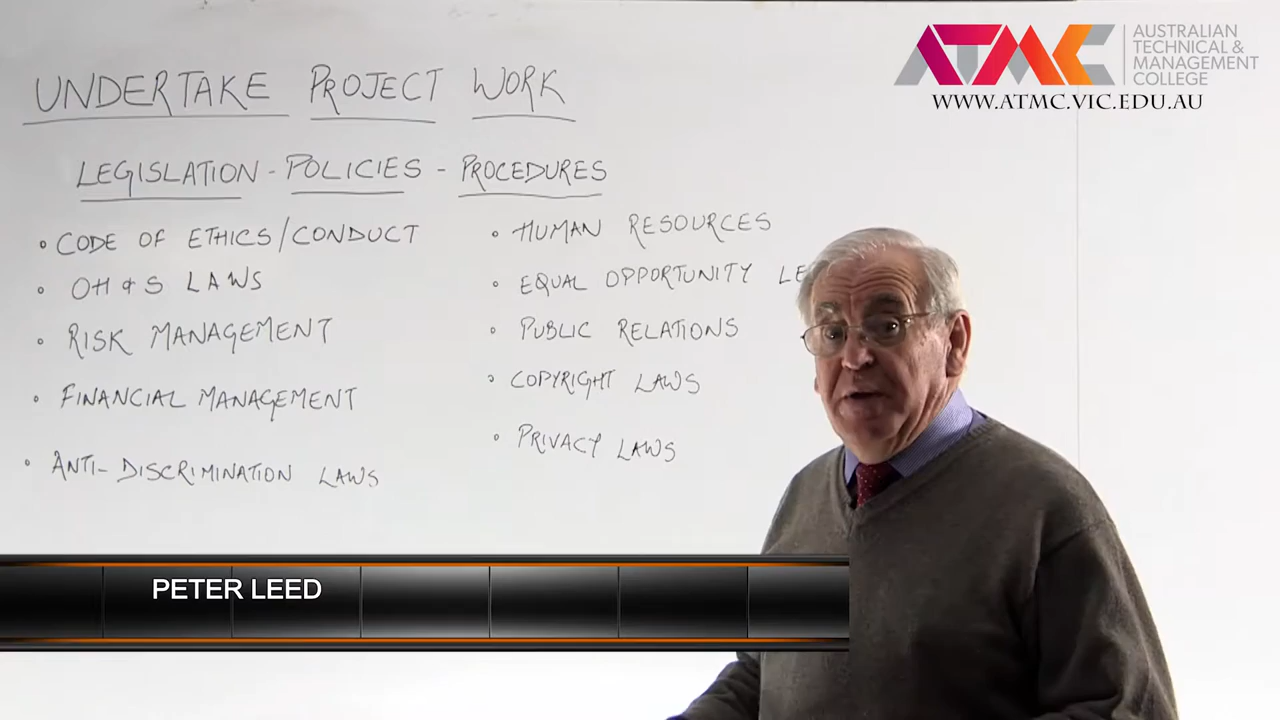 UNDERTAKE PROJECT WORK
LEGISLATION - POLICIES - PROCEDURES
• CODE OF ETHICS/CONDUCT
• OH & S LAWS
• RISK MANAGEMENT
• FINANCIAL MANAGEMENT
• ANTI-DISCRIMINATION LAWS
• HUMAN RESOURCES
• EQUAL OPPORTUNITY
• PUBLIC RELATIONS
• COPYRIGHT LAWS
• PRIVACY LAWS
ATMC
AUSTRALIAN
TECHNICAL &
MANAGEMENT
COLLEGE
WWW.ATMC.VIC.EDU.AU
PETER LEED